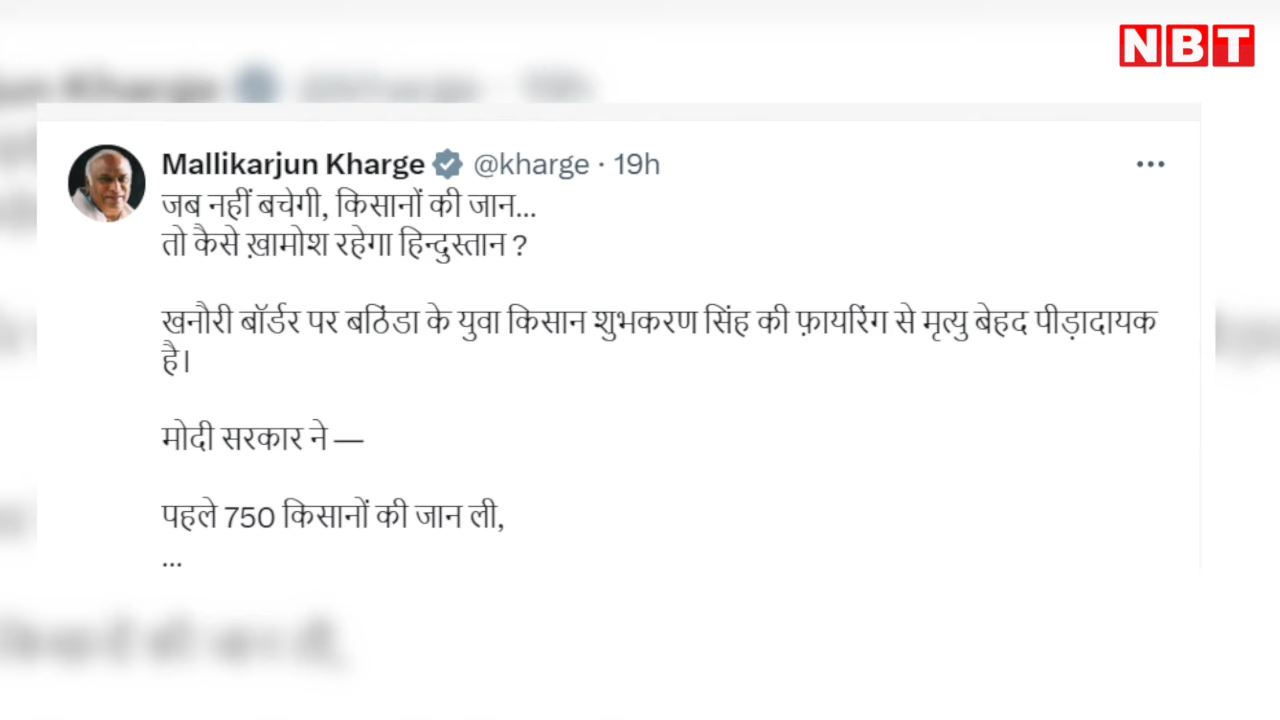 NBT
Mallikarjun Kharge @kharge · 19h
जब नहीं बचेगी, किसानों की जान...
तो कैसे ख़ामोश रहेगा हिन्दुस्तान ?
खनौरी बॉर्डर पर बठिंडा के युवा किसान शुभकरण सिंह की फ़ायरिंग से मृत्यु बेहद पीड़ादायक
है।
मोदी सरकार ने —
पहले 750 किसानों की जान ली,
...